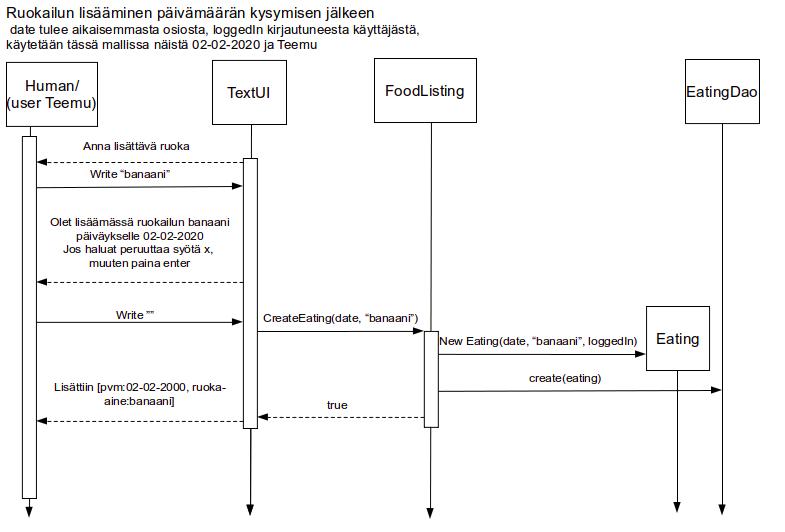 Ruokailun lisääminen päivämäärän kysymisen jälkeen
date tulee aikaisemmasta osiosta, loggedIn kirjautuneesta käyttäjästä,
käytetään tässä mallissa näistä 02-02-2020 ja Teemu
Human/
(user Teemu)
TextUI
FoodListing
EatingDao
Anna lisättävä ruoka
Write “banaani”
Olet lisäämässä ruokailun banaani
päiväykselle 02-02-2020
Jos haluat peruuttaa syötä x,
muuten paina enter
Write ””
CreateEating(date, “banaani”)
New Eating(date, “banaani”, loggedIn)
Eating
create(eating)
Lisättiin [pvm:02-02-2000, ruoka-
aine:banaani]
true